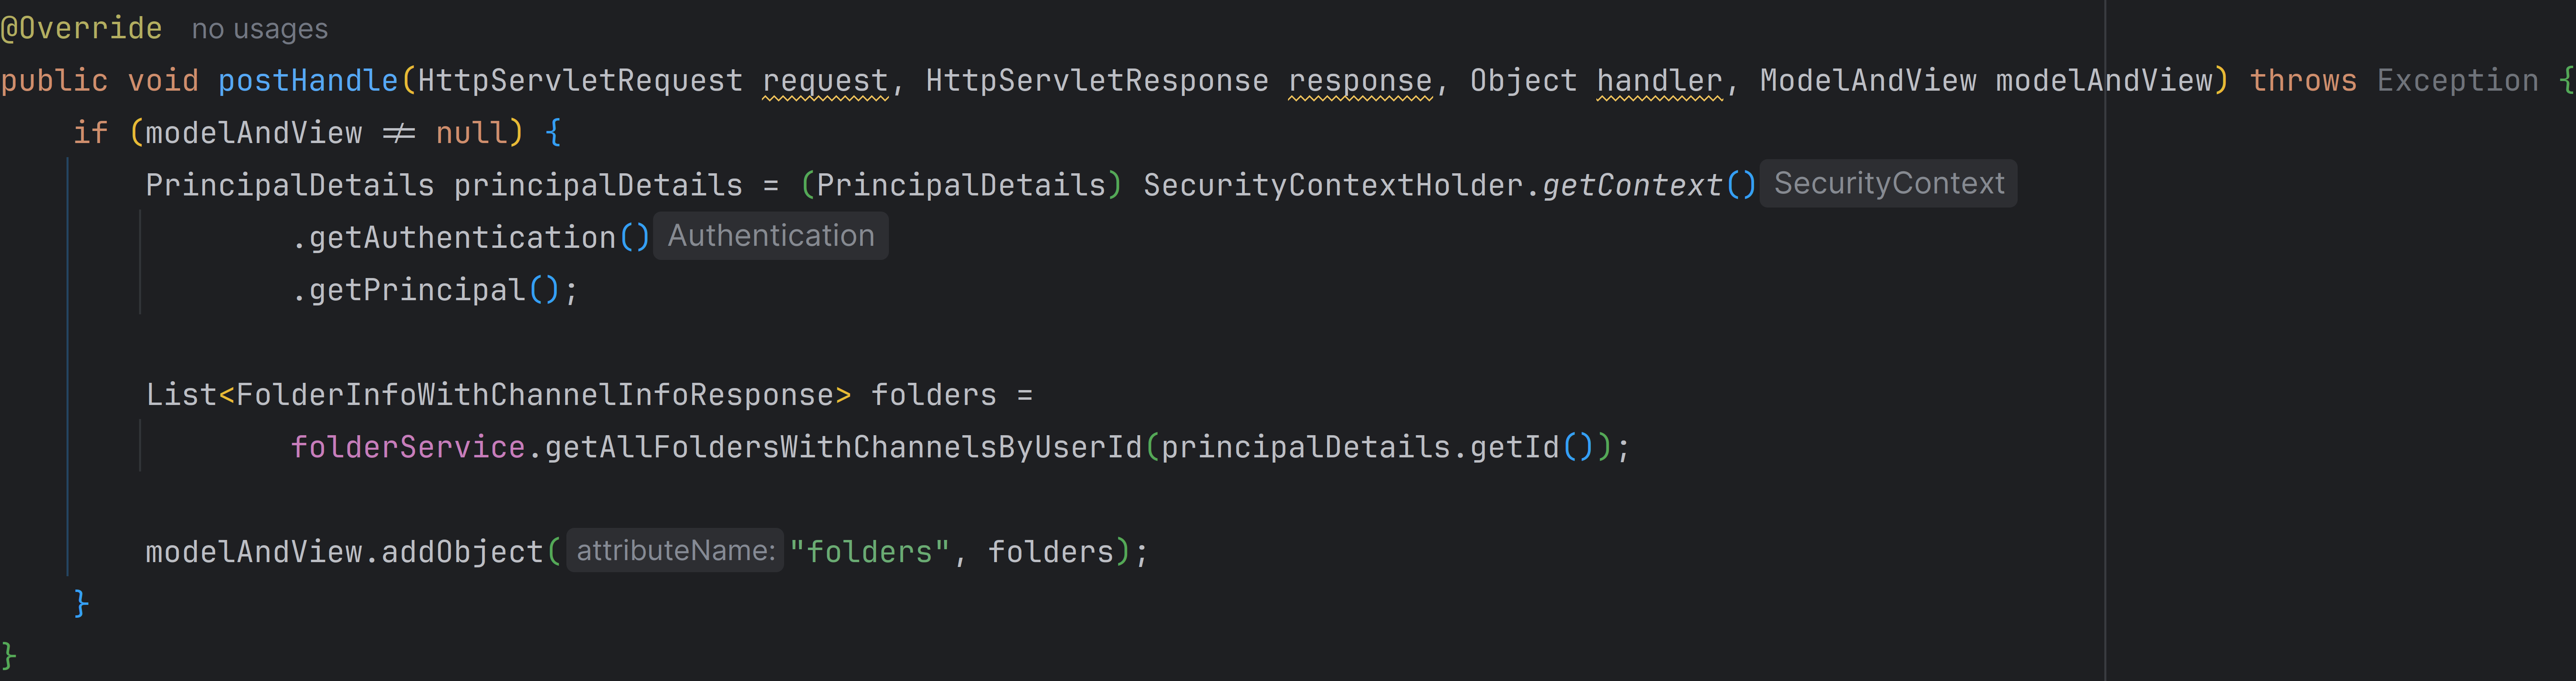 @Override no usages
public void postHandle(HttpServletRequest request, HttpServletResponse response, Object handler, ModelAndView modelAndView) throws Exception {
if (modelAndView ≠ null) {
PrincipalDetails principalDetails = (PrincipalDetails) SecurityContextHolder.getContext() SecurityContext
.getAuthentication() Authentication
.getPrincipal();
List<FolderInfoWithChannelInfoResponse> folders =
folderService.getAllFoldersWithChannelsByUserId(principalDetails.getId());
modelAndView.addObject( attributeName: "folders", folders);
}
}